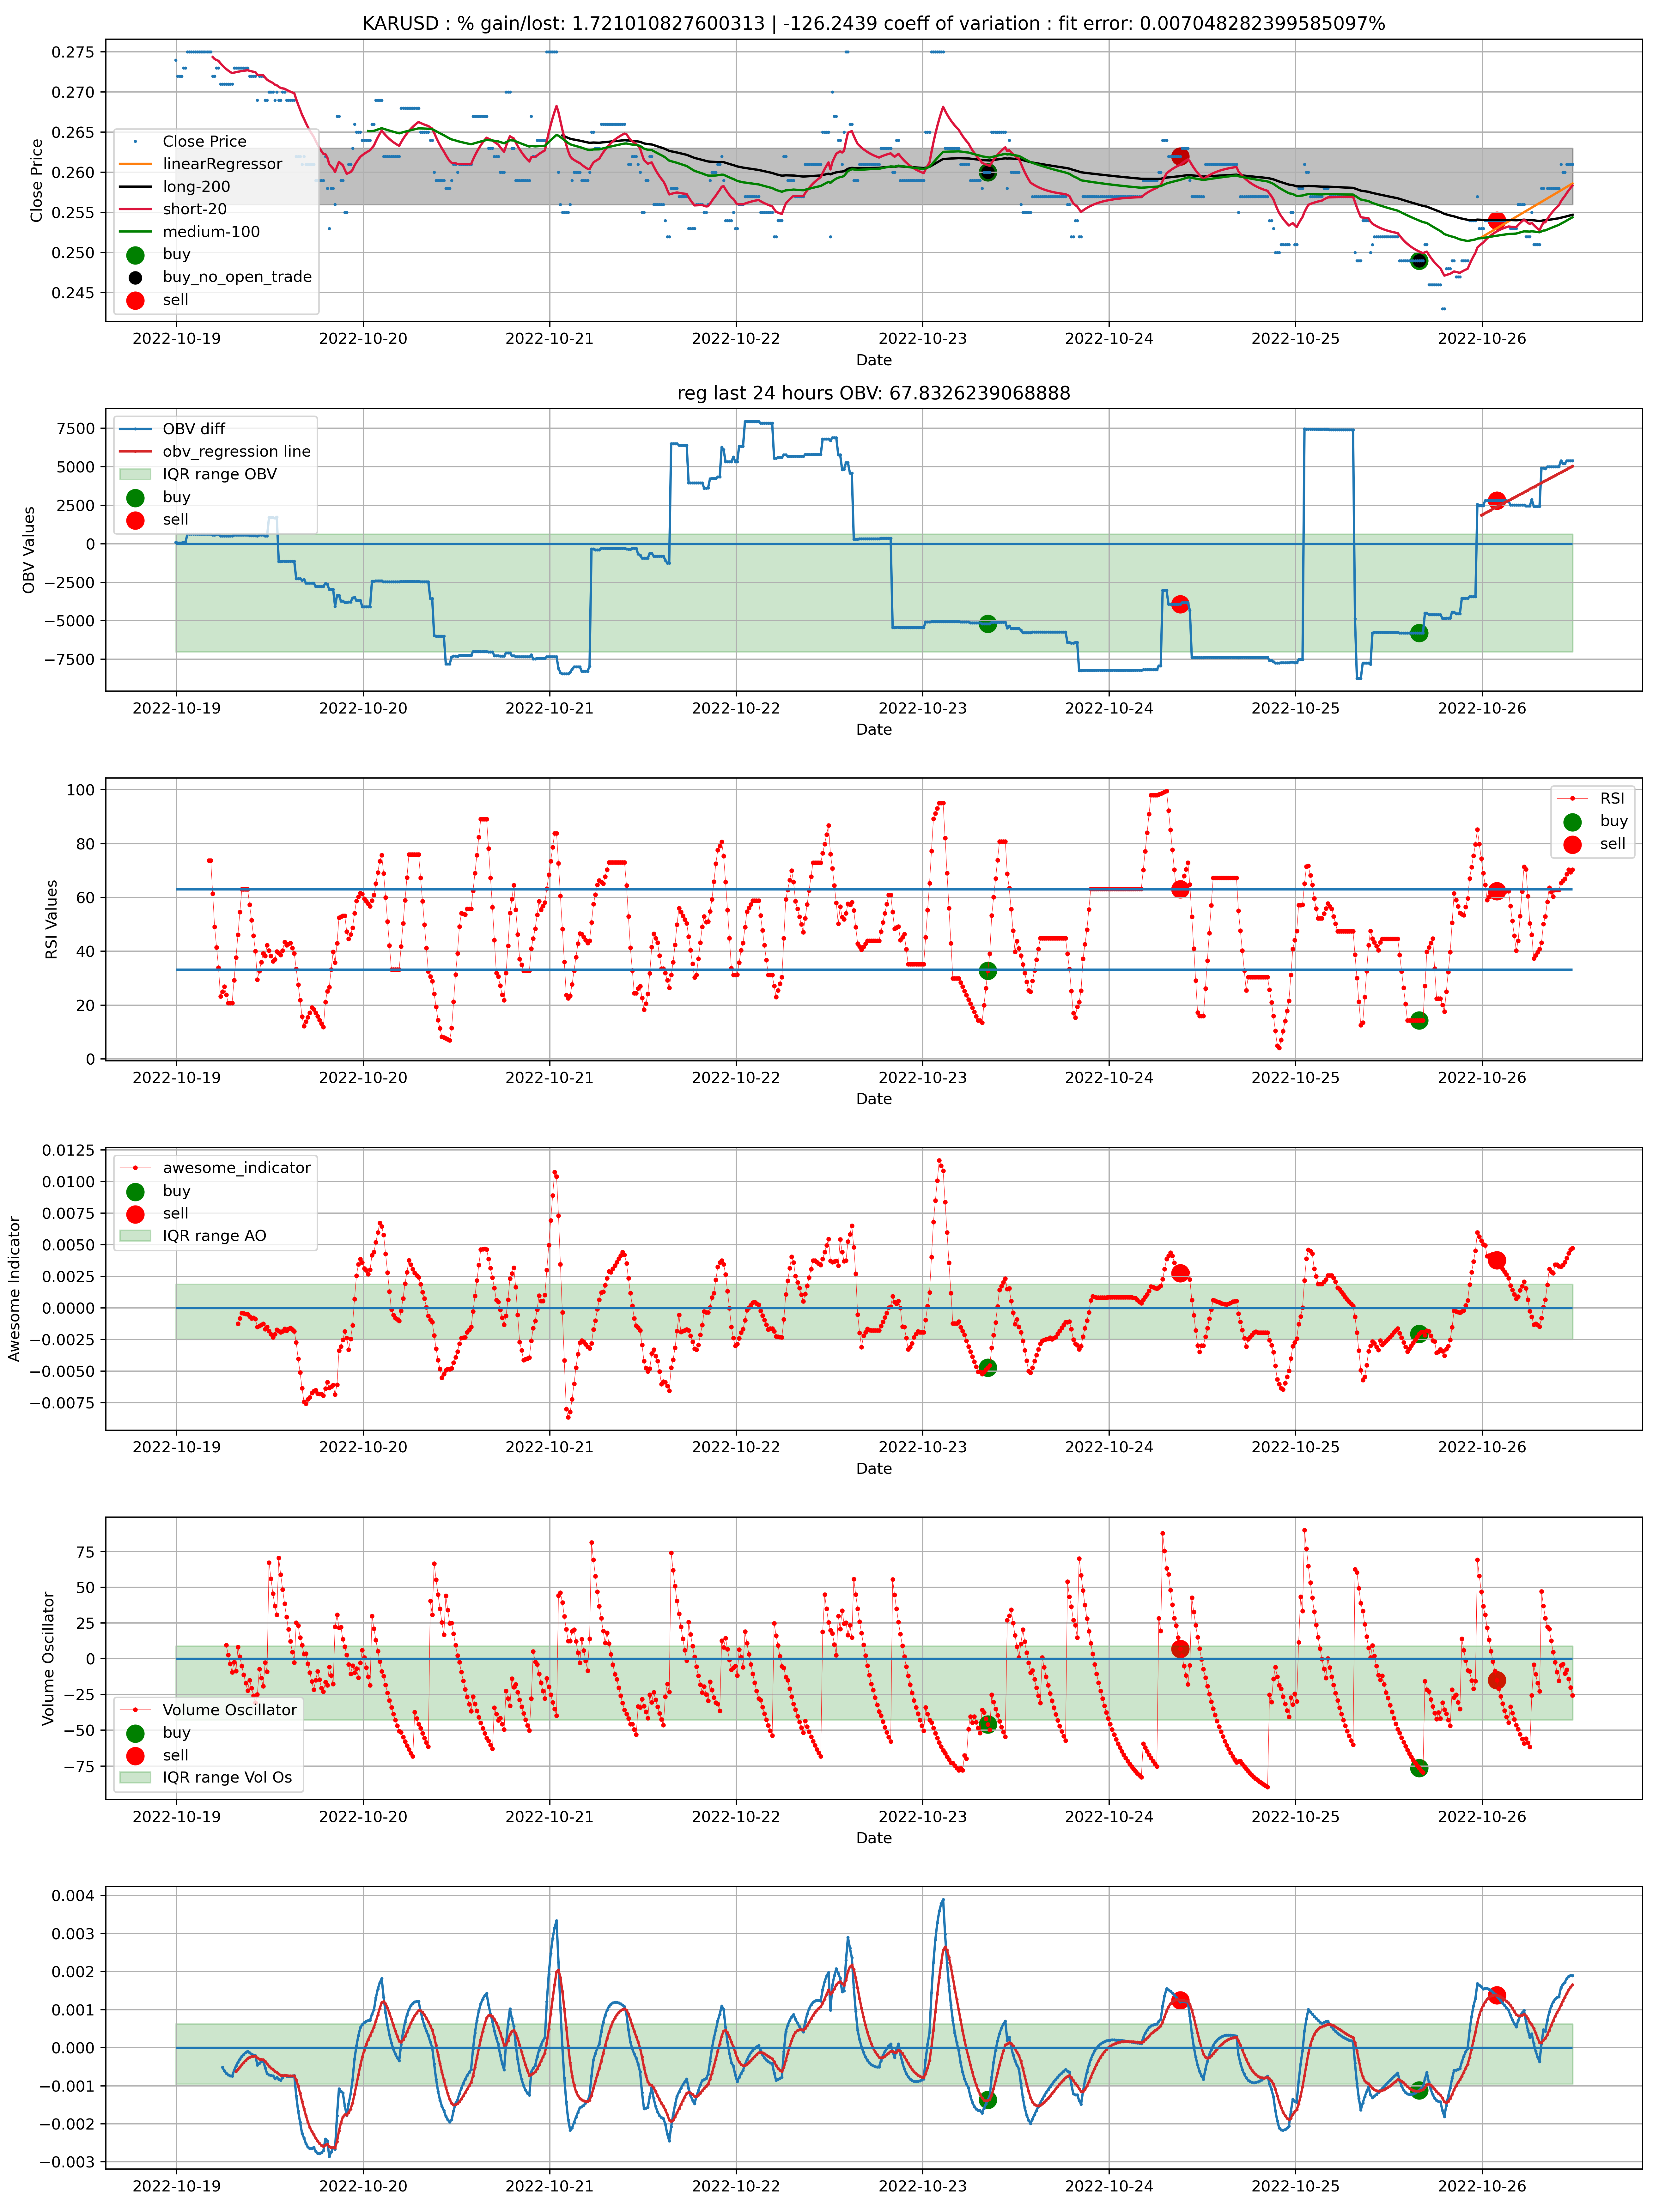 KARUSD : % gain/lost: 1.721010827600313 | -126.2439 coeff of variation : fit error: 0.007048282399585097%
0.275
0.270
0.265
0.260
0.255
0.250
0.245
Close Price
Close Price
linearRegressor
long-200
short-20
medium-100
buy
buy_no_open_trade
sell
2022-10-19 2022-10-20 2022-10-21 2022-10-22 2022-10-23 2022-10-24 2022-10-25 2022-10-26
Date
reg last 24 hours OBV: 67.8326239068888
7500
5000
2500
0
−2500
−5000
−7500
OBV Values
OBV diff
obv_regression line
IQR range OBV
buy
sell
2022-10-19 2022-10-20 2022-10-21 2022-10-22 2022-10-23 2022-10-24 2022-10-25 2022-10-26
Date
100
80
60
40
20
0
RSI Values
RSI
buy
sell
2022-10-19 2022-10-20 2022-10-21 2022-10-22 2022-10-23 2022-10-24 2022-10-25 2022-10-26
Date
0.0125
0.0100
0.0075
0.0050
0.0025
0.0000
−0.0025
−0.0050
−0.0075
Awesome Indicator
awesome_indicator
buy
sell
IQR range AO
2022-10-19 2022-10-20 2022-10-21 2022-10-22 2022-10-23 2022-10-24 2022-10-25 2022-10-26
Date
75
50
25
0
−25
−50
−75
Volume Oscillator
Volume Oscillator
buy
sell
IQR range Vol Os
2022-10-19 2022-10-20 2022-10-21 2022-10-22 2022-10-23 2022-10-24 2022-10-25 2022-10-26
Date
0.004
0.003
0.002
0.001
0.000
−0.001
−0.002
−0.003
2022-10-19 2022-10-20 2022-10-21 2022-10-22 2022-10-23 2022-10-24 2022-10-25 2022-10-26